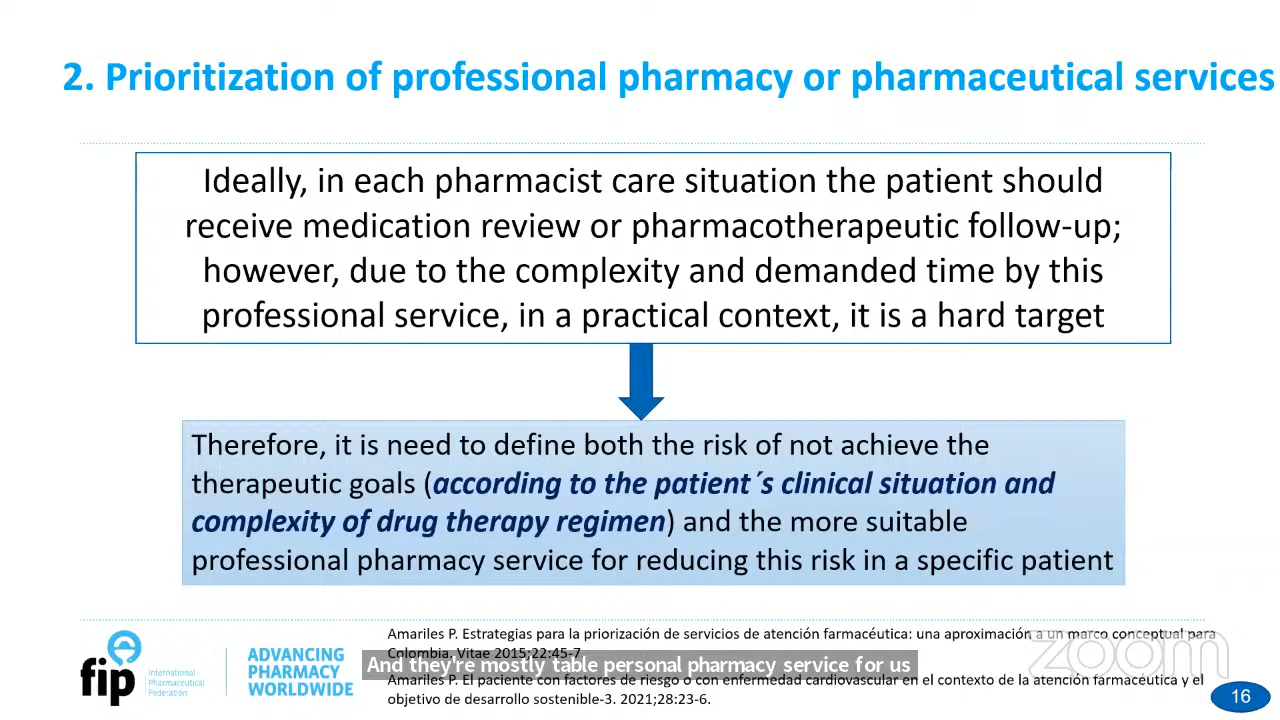 2. Prioritization of professional pharmacy or pharmaceutical services
Ideally, in each pharmacist care situation the patient should
receive medication review or pharmacotherapeutic follow-up;
however, due to the complexity and demanded time by this
professional service, in a practical context, it is a hard target
Therefore, it is need to define both the risk of not achieve the
therapeutic goals (according to the patient´s clinical situation and
complexity of drug therapy regimen) and the more suitable
professional pharmacy service for reducing this risk in a specific patient
fip
International
Pharmaceutical
Federation
ADVANCING
PHARMACY
WORLDWIDE
Amariles P. Estrategias para la priorización de servicios de atención farmacéutica: una aproximación a un marco conceptual para
Colombia. Vitae 2015;22:45-7
And they're mostly table personal pharmacy service for us
Amariles P. El paciente con factores de riesgo o con enfermedad cardiovascular en el contexto de la atención farmacéutica y el
objetivo de desarrollo sostenible-3. 2021;28:23-6.
zoom
16